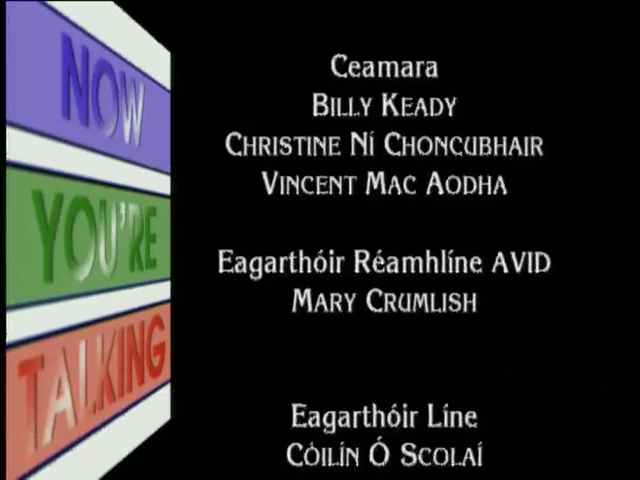 NOW
YOU'RE
TALKING
Ceamara
BILLY KEADY
CHRISTINE NÍ CHONCUBHAIR
VINCENT MAC AODHA
Eagarthóir Réamhlíne AVID
MARY CRUMLISH
Eagarthóir Líne
CÓILÍN Ó SCOLAÍ